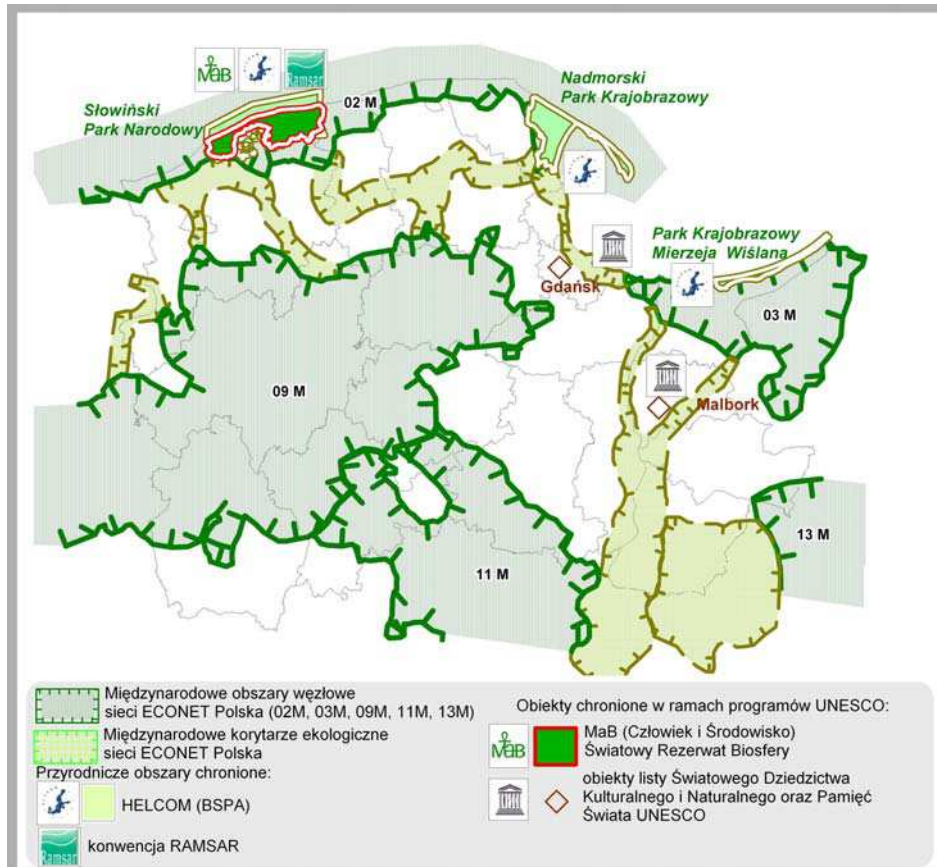 MaB
Ramsar
Słowiński
Park Narodowy
02 M
Nadmorski
Park Krajobrazowy
Park Krajobrazowy
Mierzeja Wiślana
Gdańsk
03 M
09 M
Malbork
13 M
11 M
Międzynarodowe obszary węzłowe
sieci ECONET Polska (02M, 03M, 09M, 11M, 13M)
Międzynarodowe korytarze ekologiczne
sieci ECONET Polska
Przyrodnicze obszary chronione:
HELCOM (BSPA)
Ramsar
konwencja RAMSAR
Obiekty chronione w ramach programów UNESCO:
MaB
MaB (Człowiek i Środowisko)
Światowy Rezerwat Biosfery
obiekty listy Światowego Dziedzictwa
Kulturalnego i Naturalnego oraz Pamięć
Świata UNESCO